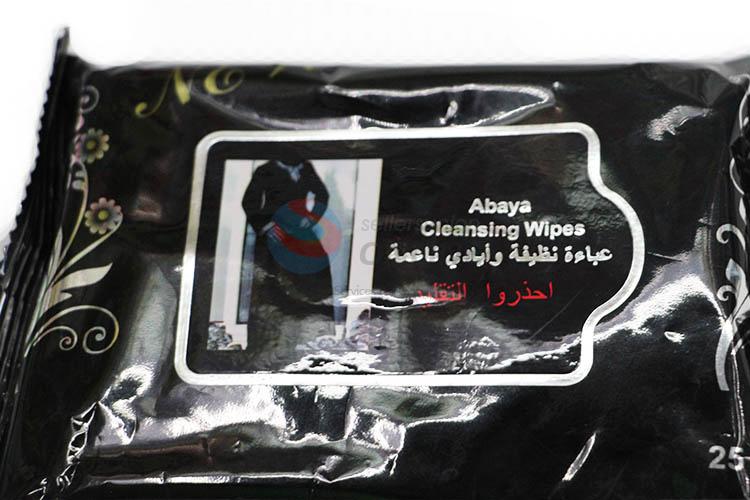 Abaya
Cleansing Wipes
عباءة نظيفة وأيادي ناعمة
احذروا التقليد
25